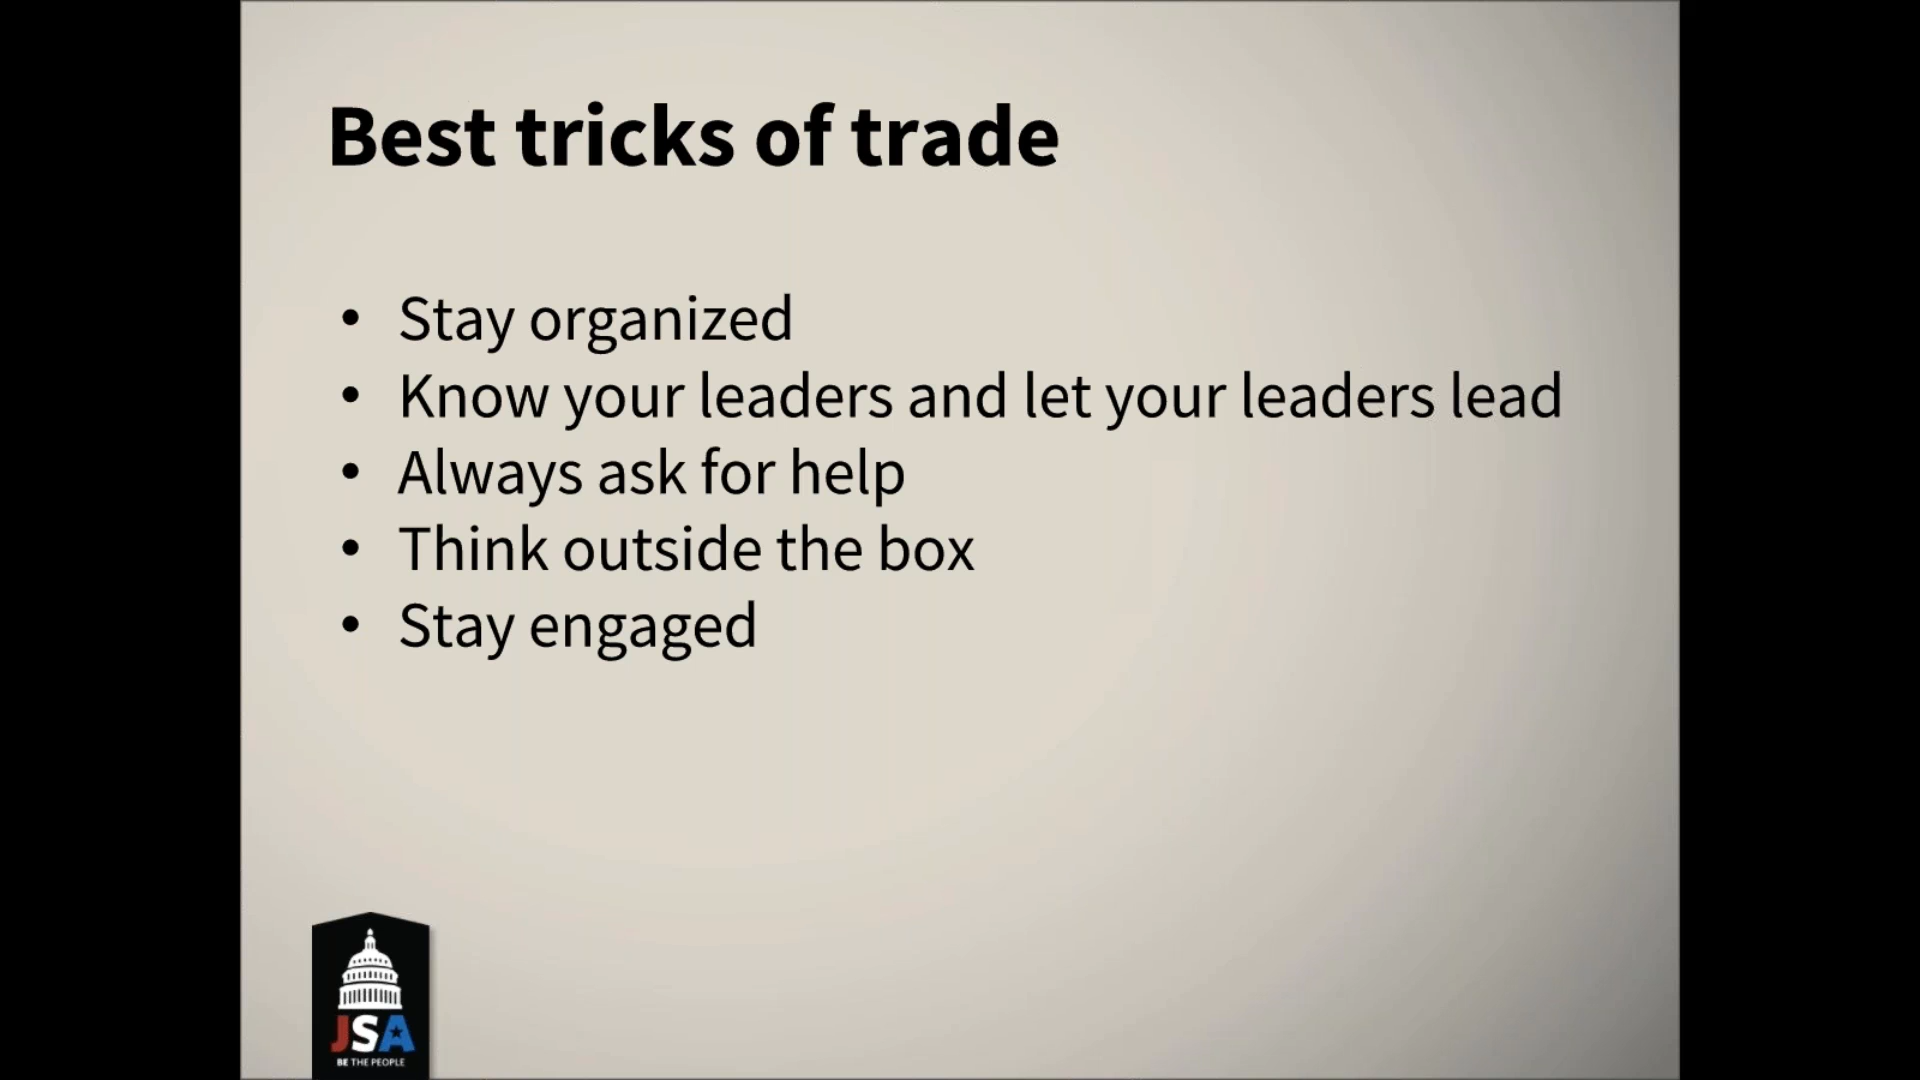 Best tricks of trade
• Stay organized
• Know your leaders and let your leaders lead
• Always ask for help
• Think outside the box
• Stay engaged
JSA
BE THE PEOPLE